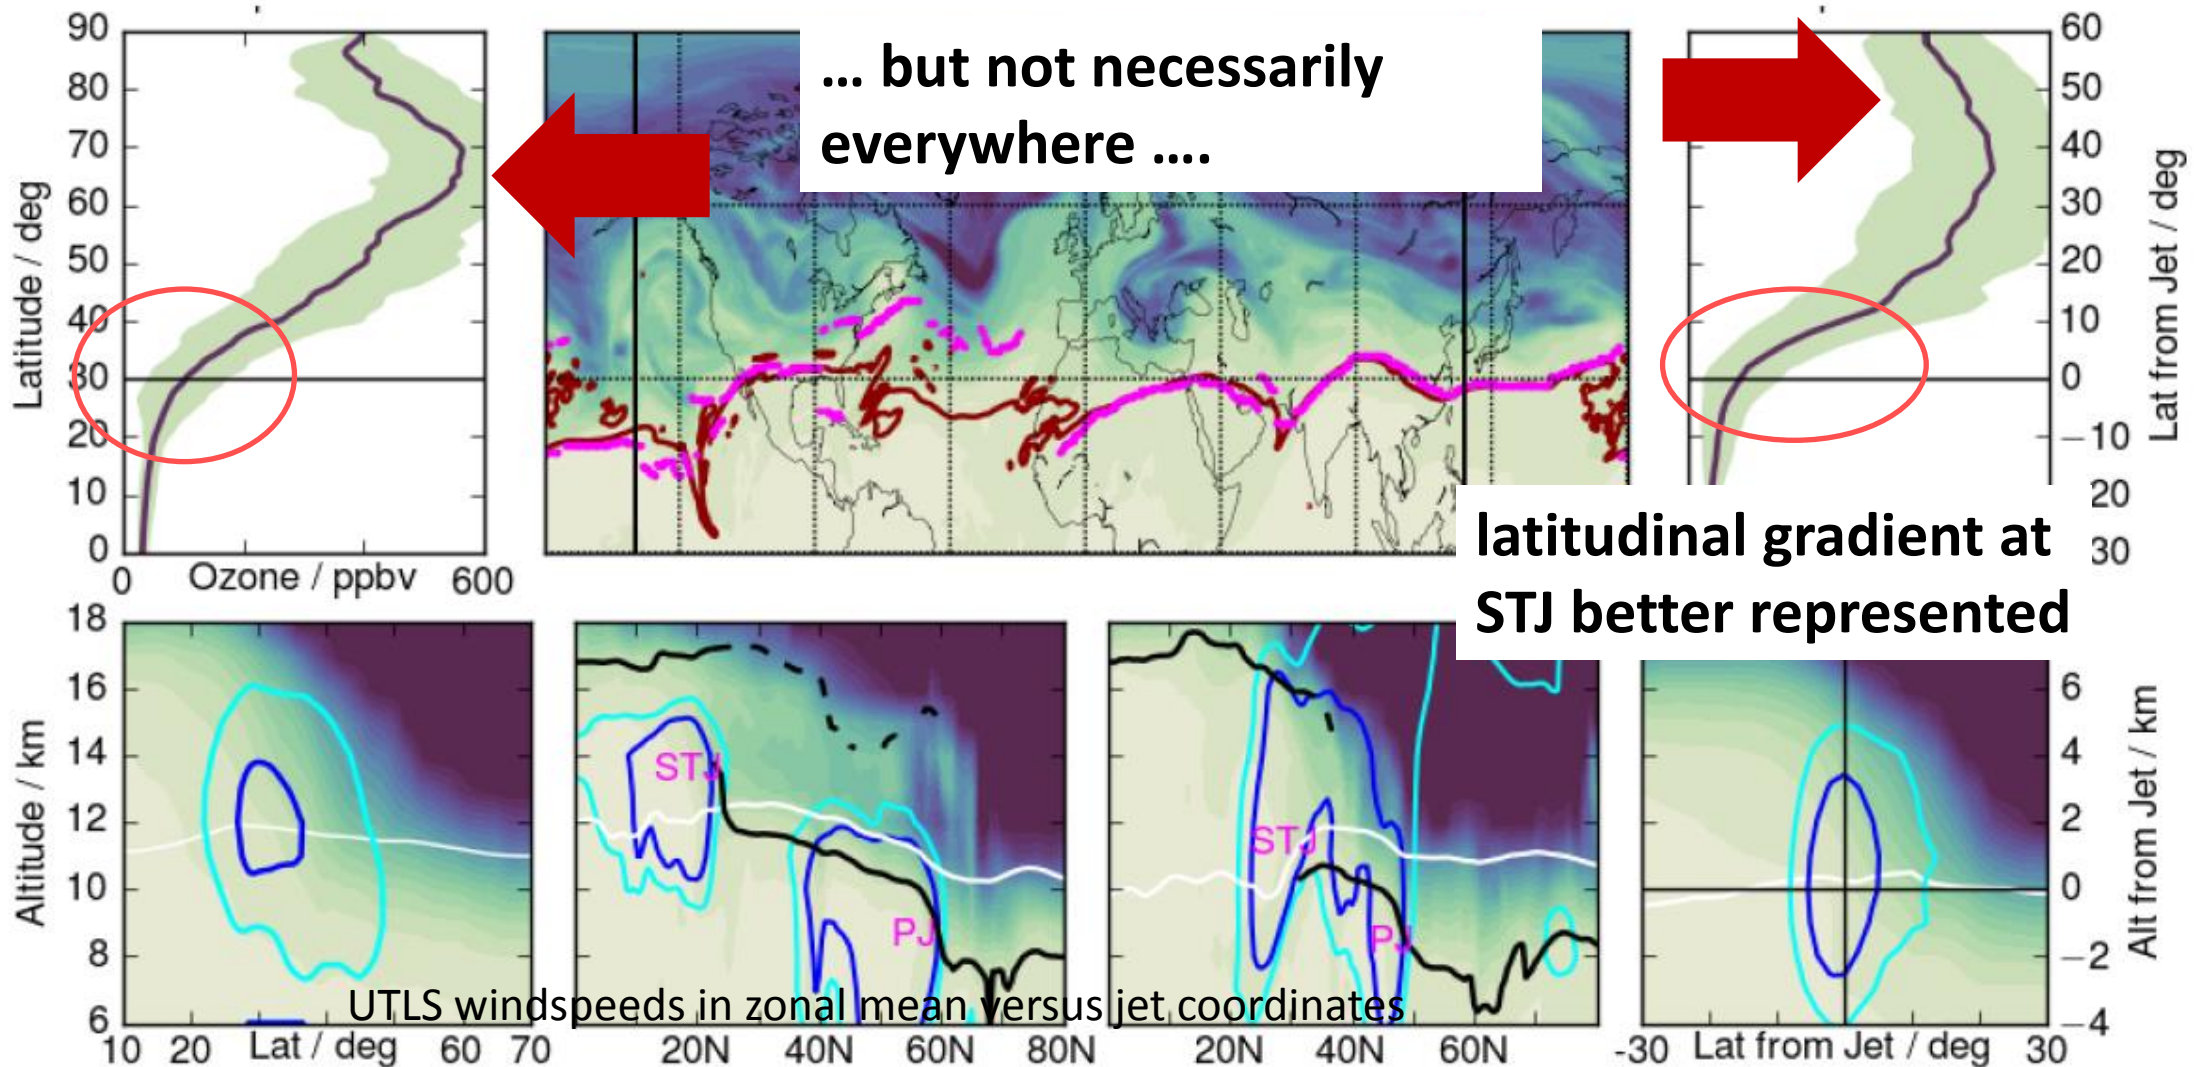 … but not necessarily
everywhere ….
90
80
70
60
50
40
30
20
10
0
Latitude / deg
0
Ozone / ppbv
600
60
50
40
30
20
10
0
−10
20
30
Lat from Jet / deg
latitudinal gradient at
STJ better represented
18
16
14
12
10
8
6
Altitude / km
10
20
Lat / deg
60
70
STJ
PJ
20N
40N
60N
80N
STJ
PJ
20N
40N
60N
6
4
2
0
−2
−4
Alt from Jet / km
-30
Lat from Jet / deg
30
UTLS windspeeds in zonal mean versus jet coordinates